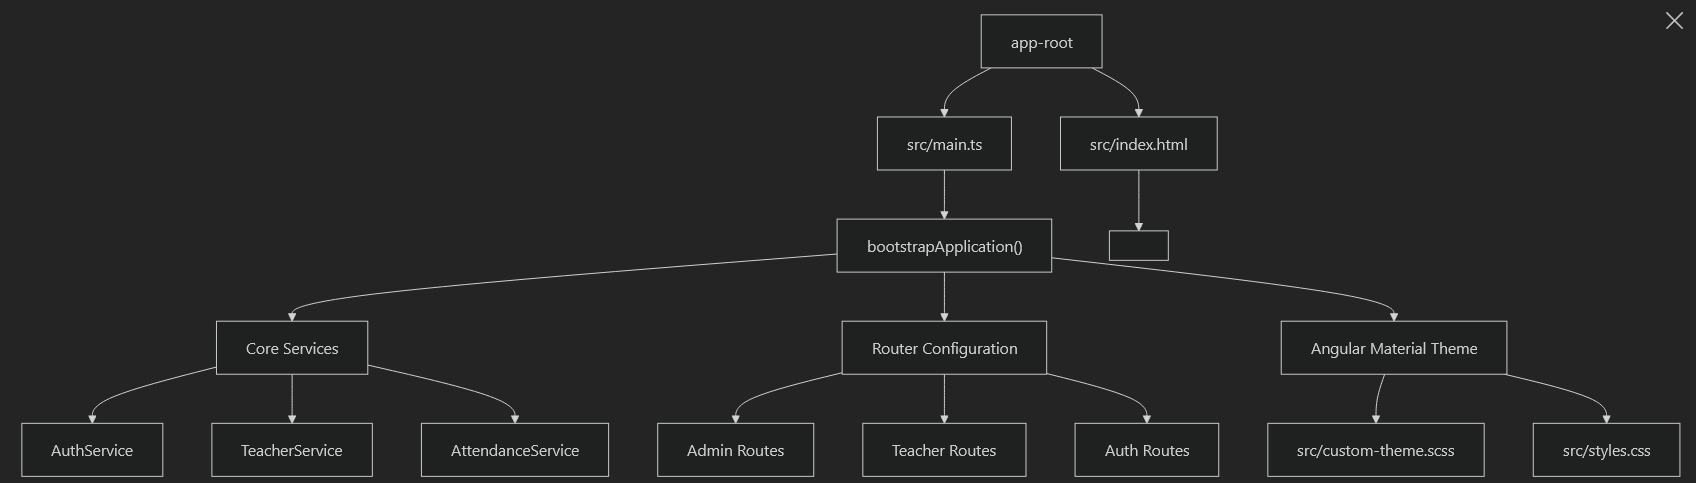 app-root
src/main.ts
src/index.html
bootstrapApplication()
Core Services
Router Configuration
Angular Material Theme
AuthService
TeacherService
AttendanceService
Admin Routes
Teacher Routes
Auth Routes
src/custom-theme.scss
src/styles.css